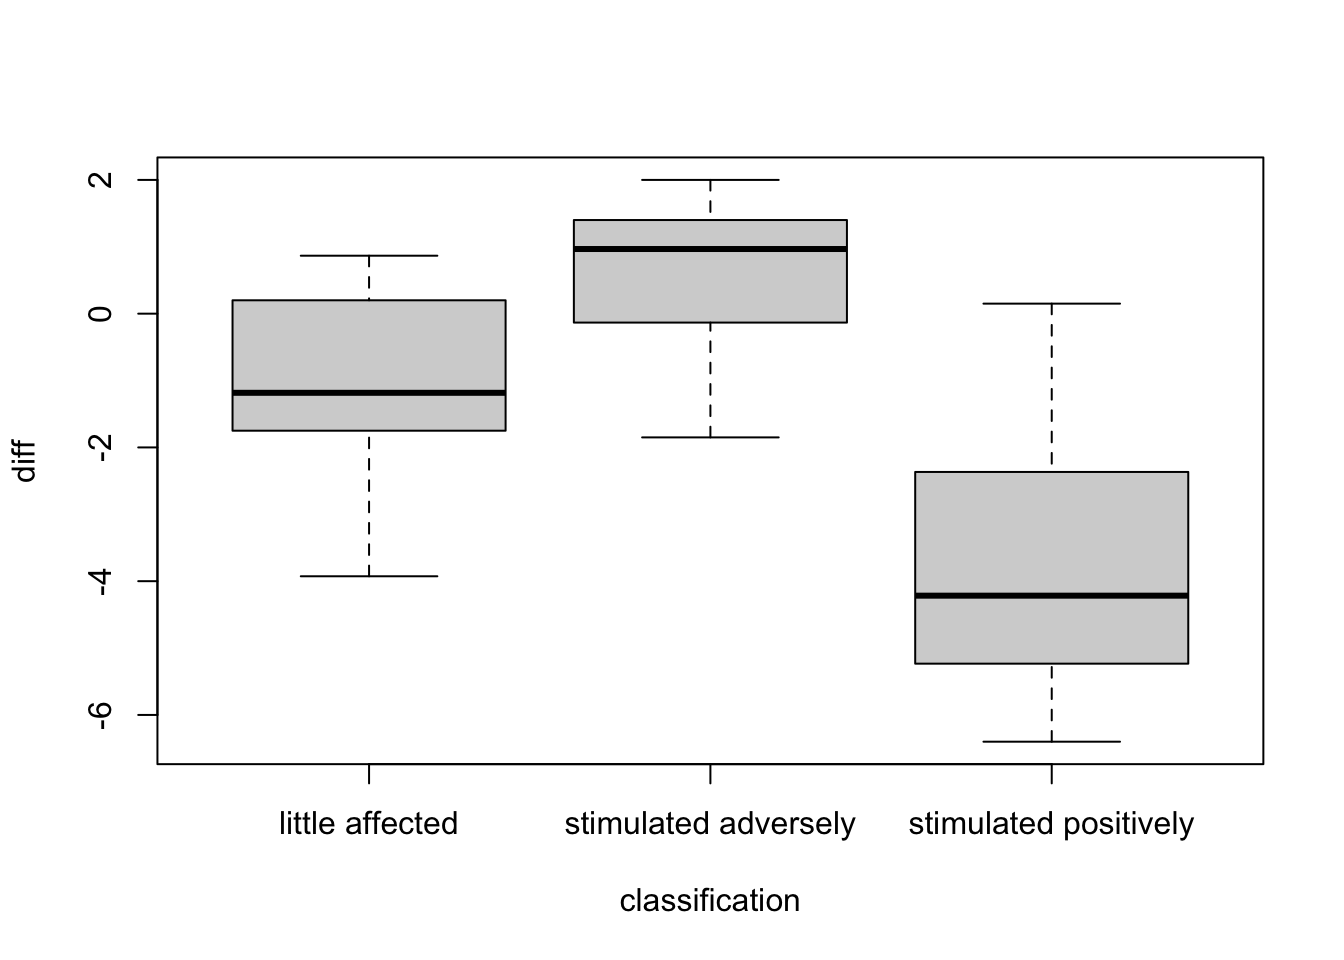 2
0
-2
-4
-6
diff
little affected
stimulated adversely
stimulated positively
classification